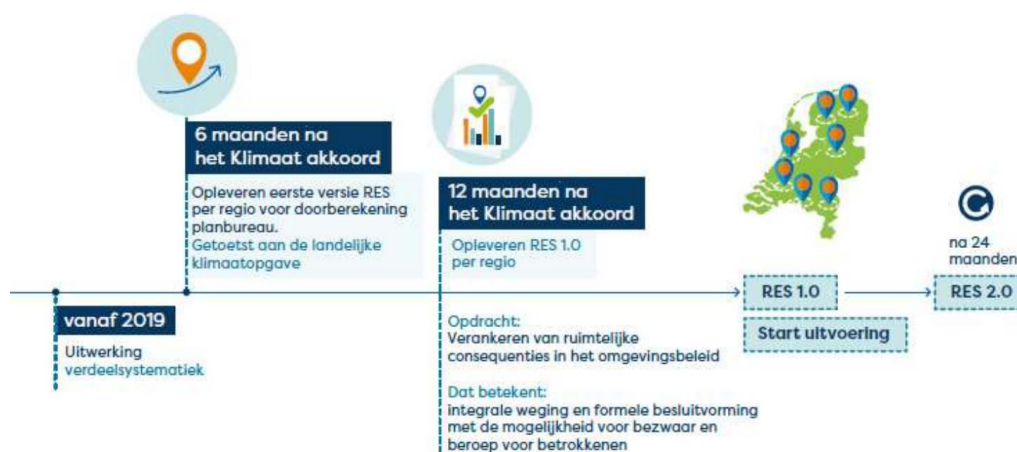 6 maanden na
het Klimaat akkoord
Opleveren eerste versie RES
per regio voor doorberekening
planbureau.
Getoetst aan de landelijke
klimaatopgave
12 maanden na
het Klimaat akkoord
Opleveren RES 1.0
per regio
na 24
maanden
RES 1.0
RES 2.0
Start uitvoering
vanaf 2019
Uitwerking
verdeelsystematiek
Opdracht:
Verankeren van ruimtelijke
consequenties in het omgevingsbeleid
Dat betekent:
integrale weging en formele besluitvorming
met de mogelijkheid voor bezwaar en
beroep voor betrokkenen